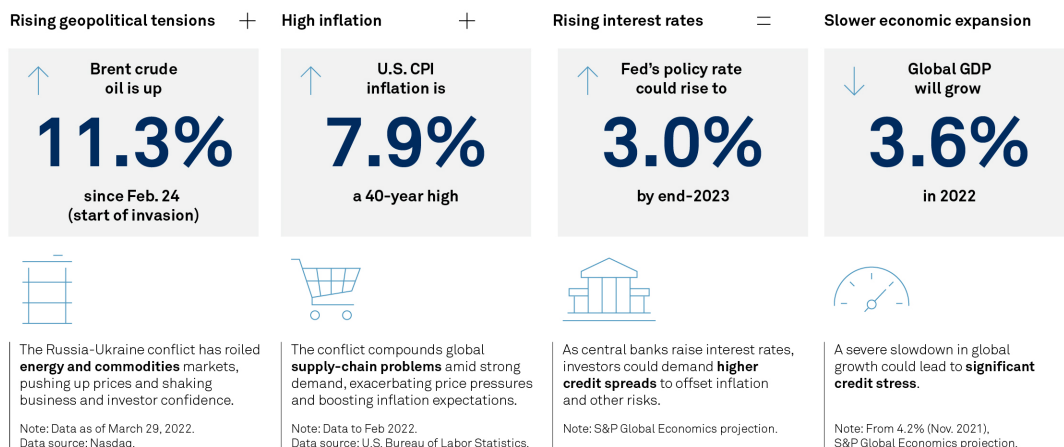 Rising geopolitical tensions +
High inflation +
Rising interest rates =
Slower economic expansion
Brent crude
oil is up
11.3%
since Feb. 24
(start of invasion)
U.S. CPI
inflation is
7.9%
a 40-year high
Fed's policy rate
could rise to
3.0%
by end-2023
Global GDP
will grow
3.6%
in 2022
The Russia-Ukraine conflict has roiled
energy and commodities markets,
pushing up prices and shaking
business and investor confidence.
Note: Data as of March 29, 2022.
Data source: Nasdaq.
The conflict compounds global
supply-chain problems amid strong
demand, exacerbating price pressures
and boosting inflation expectations.
Note: Data to Feb 2022.
Data source: U.S. Bureau of Labor Statistics.
As central banks raise interest rates,
investors could demand higher
credit spreads to offset inflation
and other risks.
Note: S&P Global Economics projection.
A severe slowdown in global
growth could lead to significant
credit stress.
Note: From 4.2% (Nov. 2021),
S&P Global Economics projection.